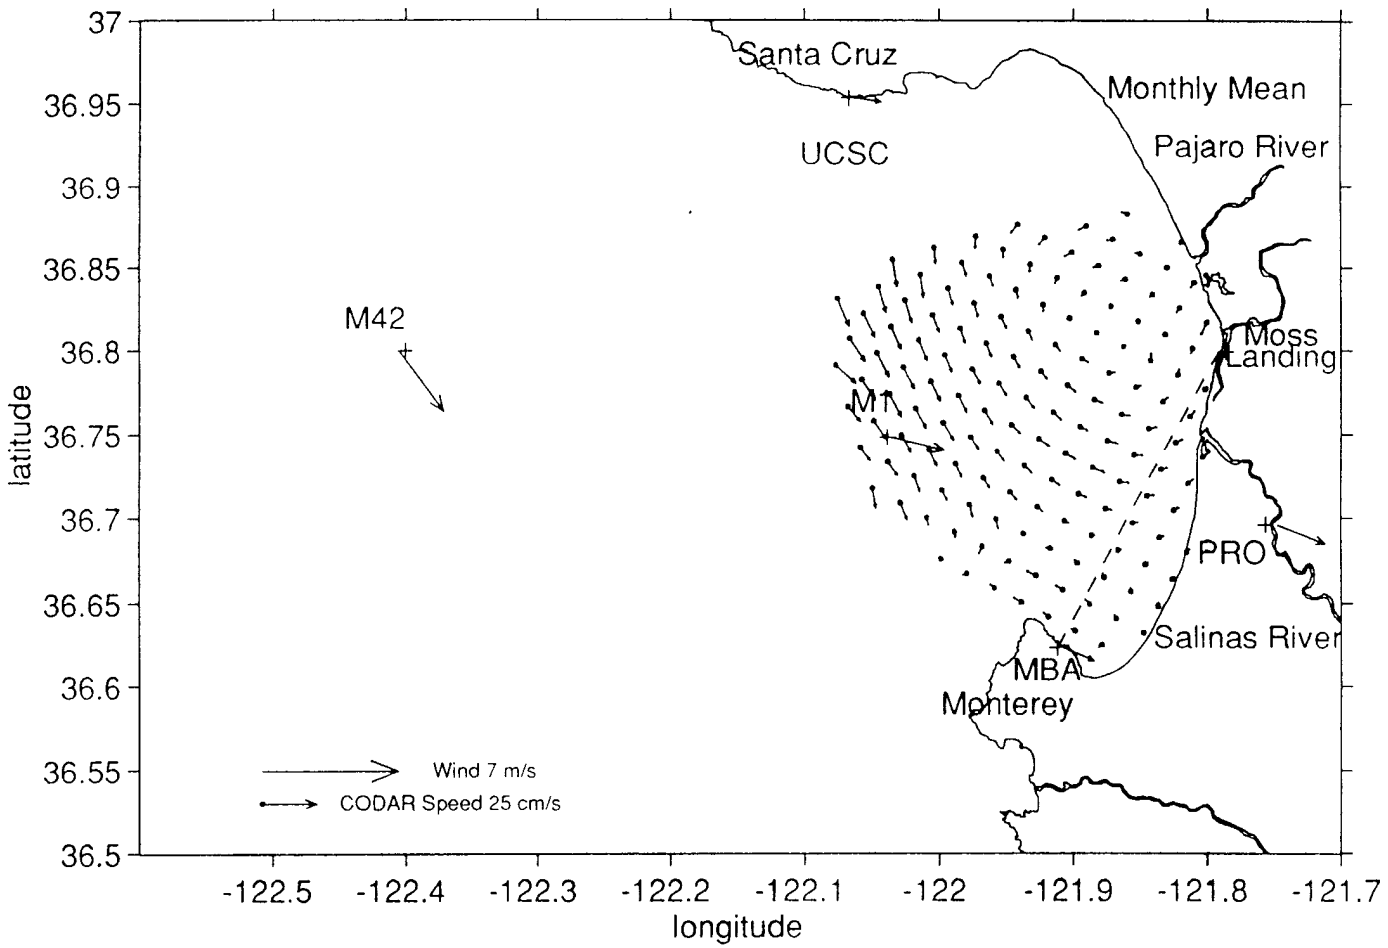 37
36.95
36.9
36.85
36.8
36.75
36.7
36.65
36.6
36.55
36.5
latitude
Santa Cruz
Monthly Mean
UCSC
Pajaro River
M42
Moss
Landing
M1
PRO
Salinas River
MBA
Monterey
Wind 7 m/s
CODAR Speed 25 cm/s
-122.5
-122.4
-122.3
-122.2
-122.1
-122
-121.9
-121.8
-121.7
longitude